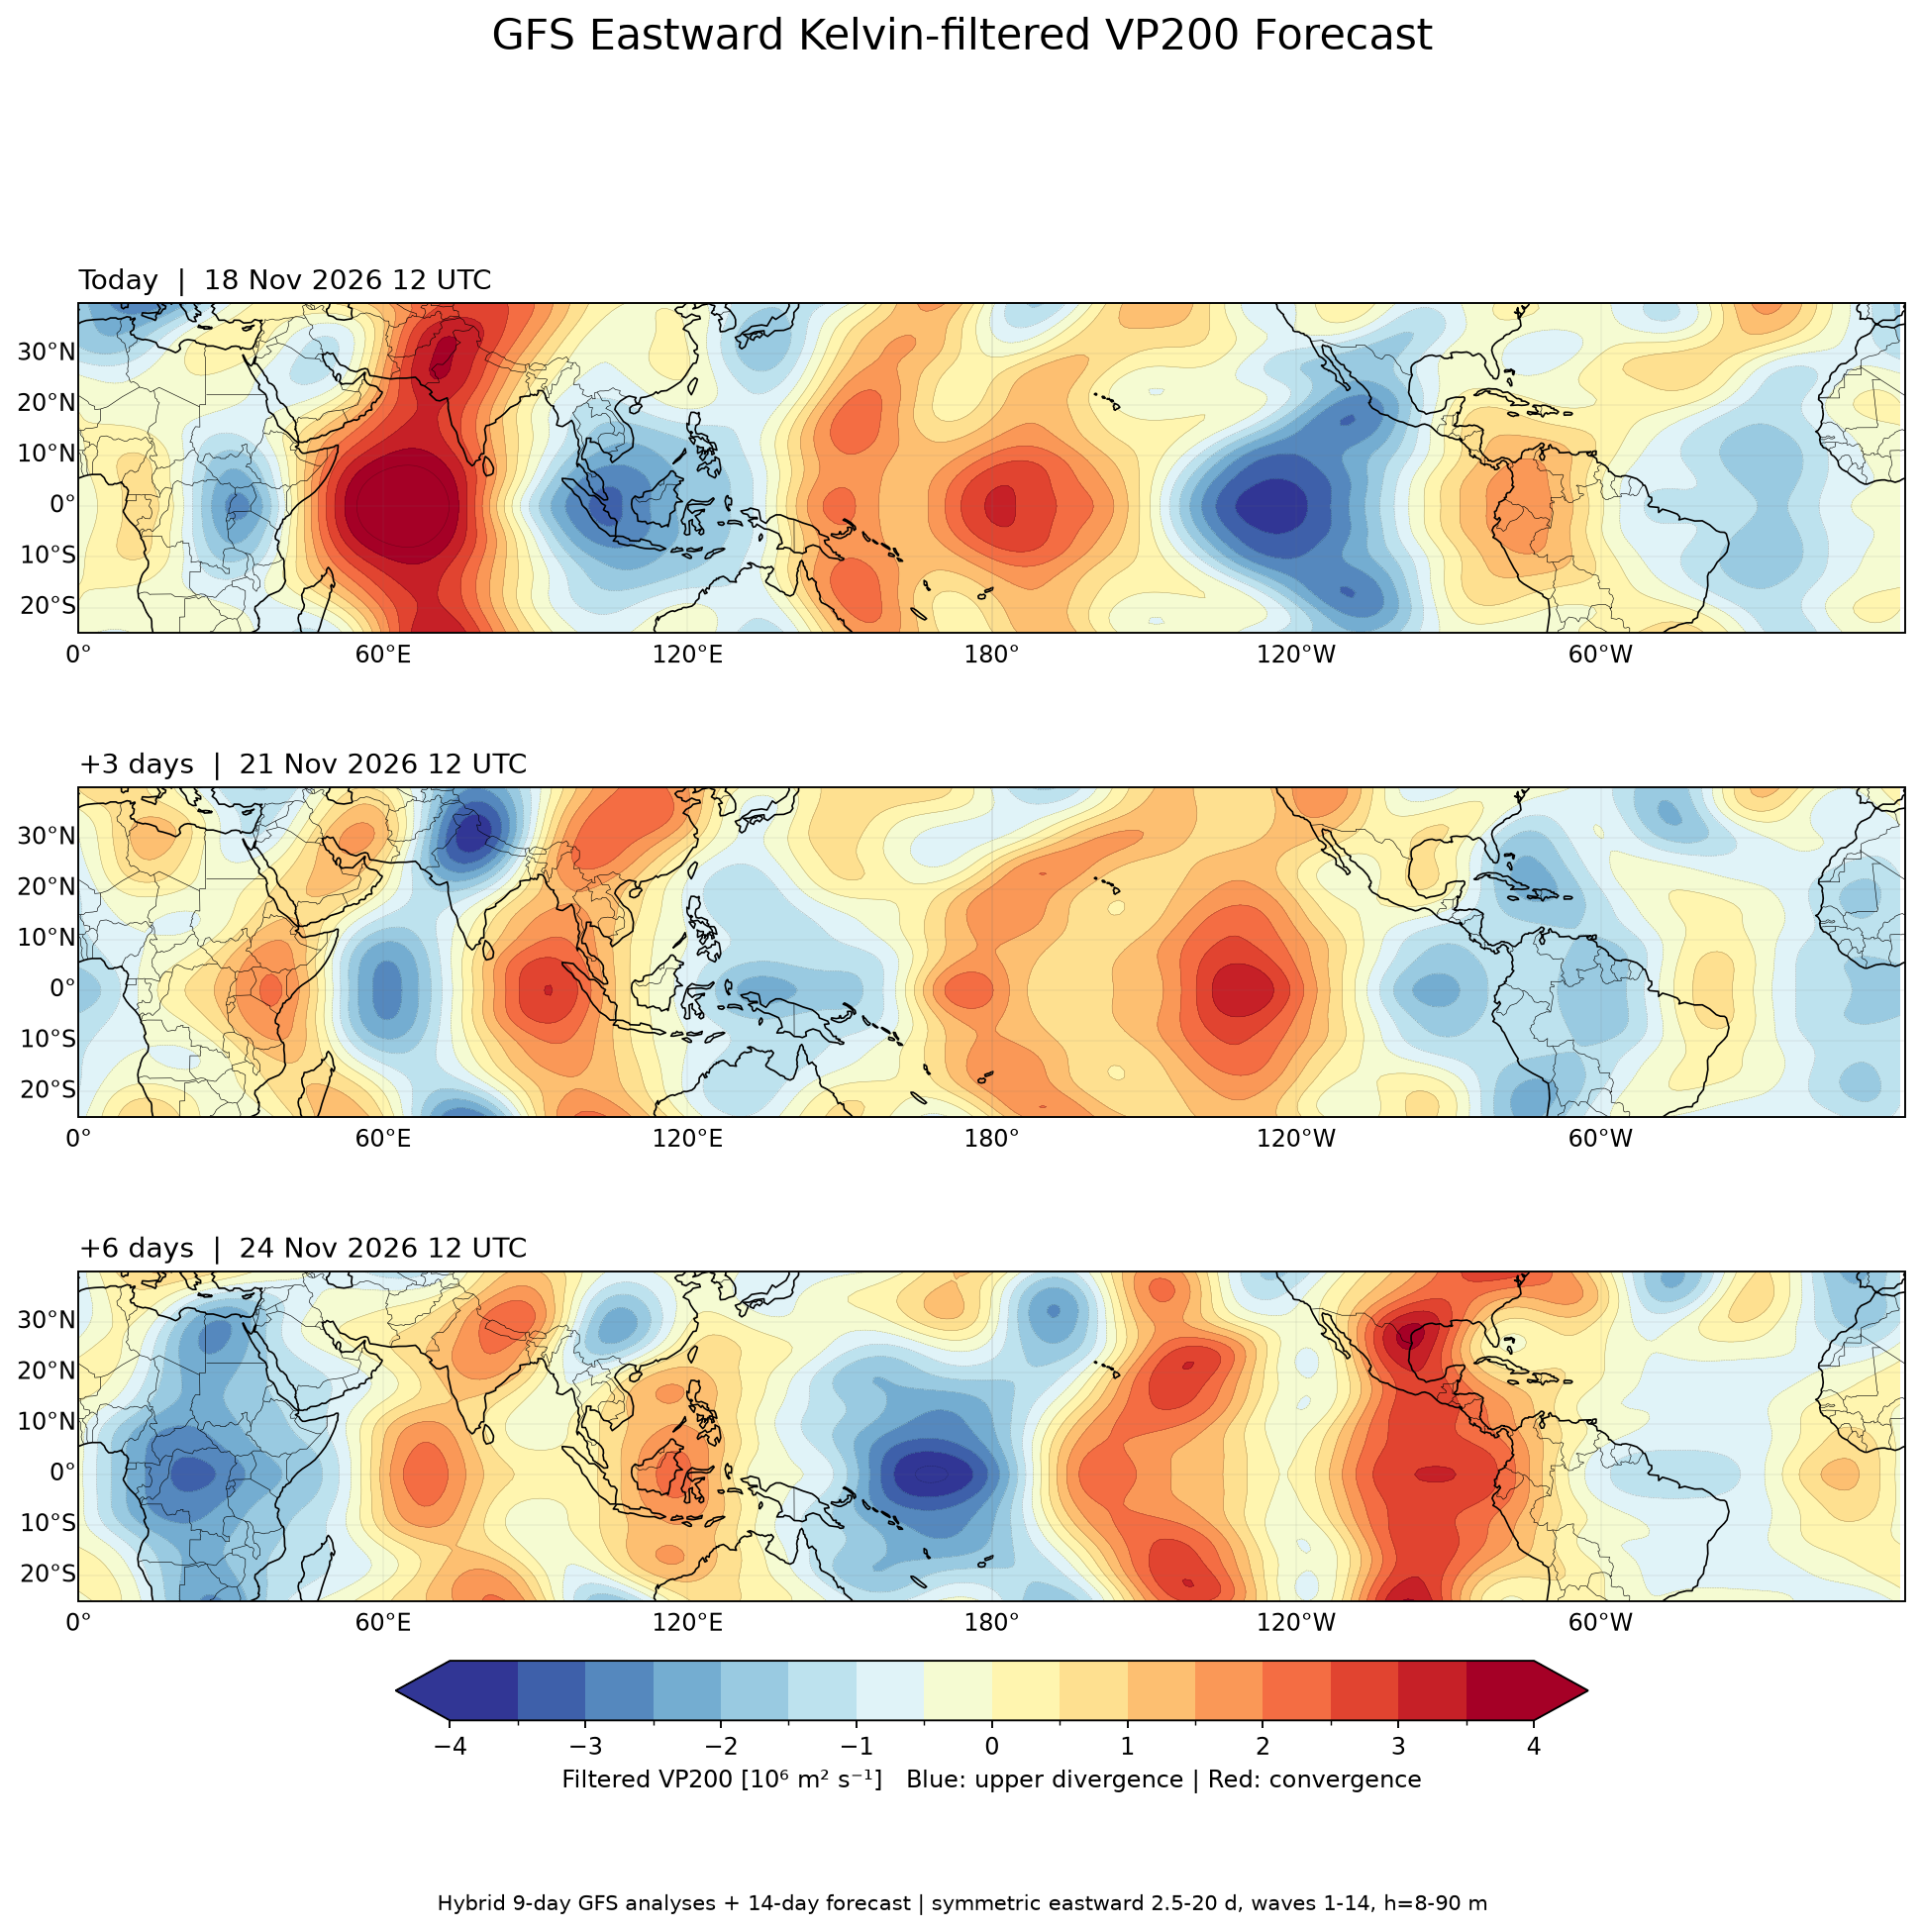 GFS Eastward Kelvin-filtered VP200 Forecast
Today | 18 Nov 2026 12 UTC
30°N
20°N
10°N
0°
10°S
20°S
0° 60°E 120°E 180° 120°W 60°W
+3 days | 21 Nov 2026 12 UTC
30°N
20°N
10°N
0°
10°S
20°S
0° 60°E 120°E 180° 120°W 60°W
+6 days | 24 Nov 2026 12 UTC
30°N
20°N
10°N
0°
10°S
20°S
0° 60°E 120°E 180° 120°W 60°W
−4 −3 −2 −1 0 1 2 3 4
Filtered VP200 [10⁶ m² s⁻¹] Blue: upper divergence | Red: convergence
Hybrid 9-day GFS analyses + 14-day forecast | symmetric eastward 2.5-20 d, waves 1-14, h=8-90 m